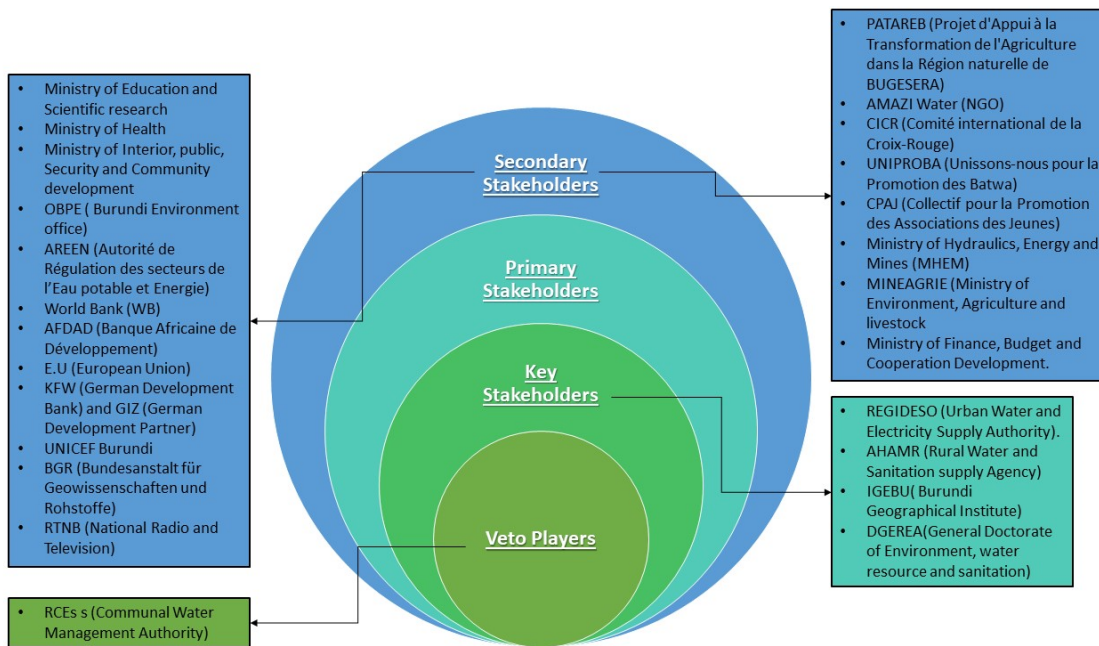 • Ministry of Education and
Scientific research
• Ministry of Health
• Ministry of Interior, public,
Security and Community
development
• OBPE ( Burundi Environment
office)
• AREEN (Autorité de
Régulation des secteurs de
l'Eau potable et Energie)
• World Bank (WB)
• AFDAD (Banque Africaine de
Développement)
• E.U (European Union)
• KFW (German Development
Bank) and GIZ (German
Development Partner)
• UNICEF Burundi
• BGR (Bundesanstalt für
Geowissenschaften und
Rohstoffe)
• RTNB (National Radio and
Television)
• RCEs s (Communal Water
Management Authority)
Secondary
Stakeholders
Primary
Stakeholders
Key
Stakeholders
Veto Players
• PATAREB (Projet d'Appui à la
Transformation de l'Agriculture
dans la Région naturelle de
BUGESERA)
• AMAZI Water (NGO)
• CICR (Comité international de la
Croix-Rouge)
• UNIPROBA (Unissons-nous pour la
Promotion des Batwa)
• CPAJ (Collectif pour la Promotion
des Associations des Jeunes)
• Ministry of Hydraulics, Energy and
Mines (MHEM)
• MINEAGRIE (Ministry of
Environment, Agriculture and
livestock
• Ministry of Finance, Budget and
Cooperation Development.
• REGIDESO (Urban Water and
Electricity Supply Authority).
• AHAMR (Rural Water and
Sanitation supply Agency)
• IGEBU( Burundi
Geographical Institute)
• DGEREA(General Doctorate
of Environment, water
resource and sanitation)